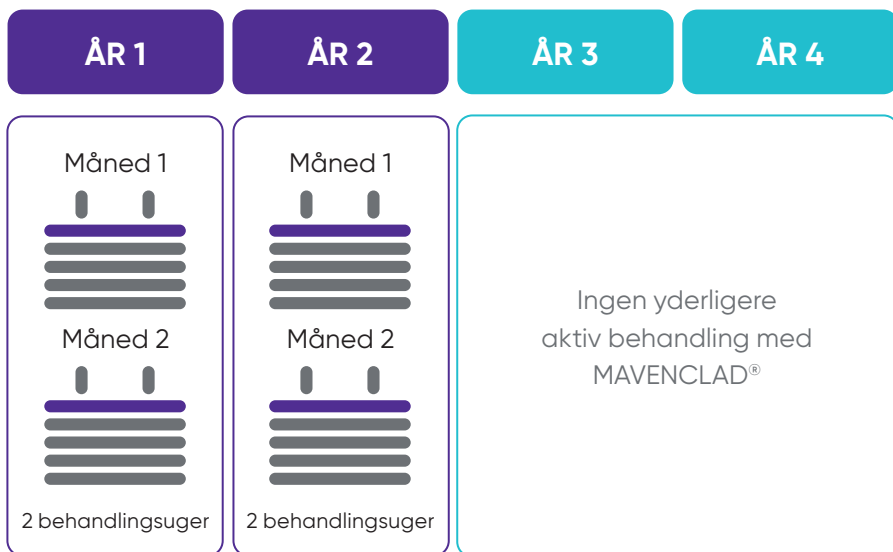 ÅR 1
ÅR 2
ÅR 3
ÅR 4
Måned 1
Måned 2
2 behandlingsuger
Måned 1
Måned 2
2 behandlingsuger
Ingen yderligere
aktiv behandling med
MAVENCLAD®